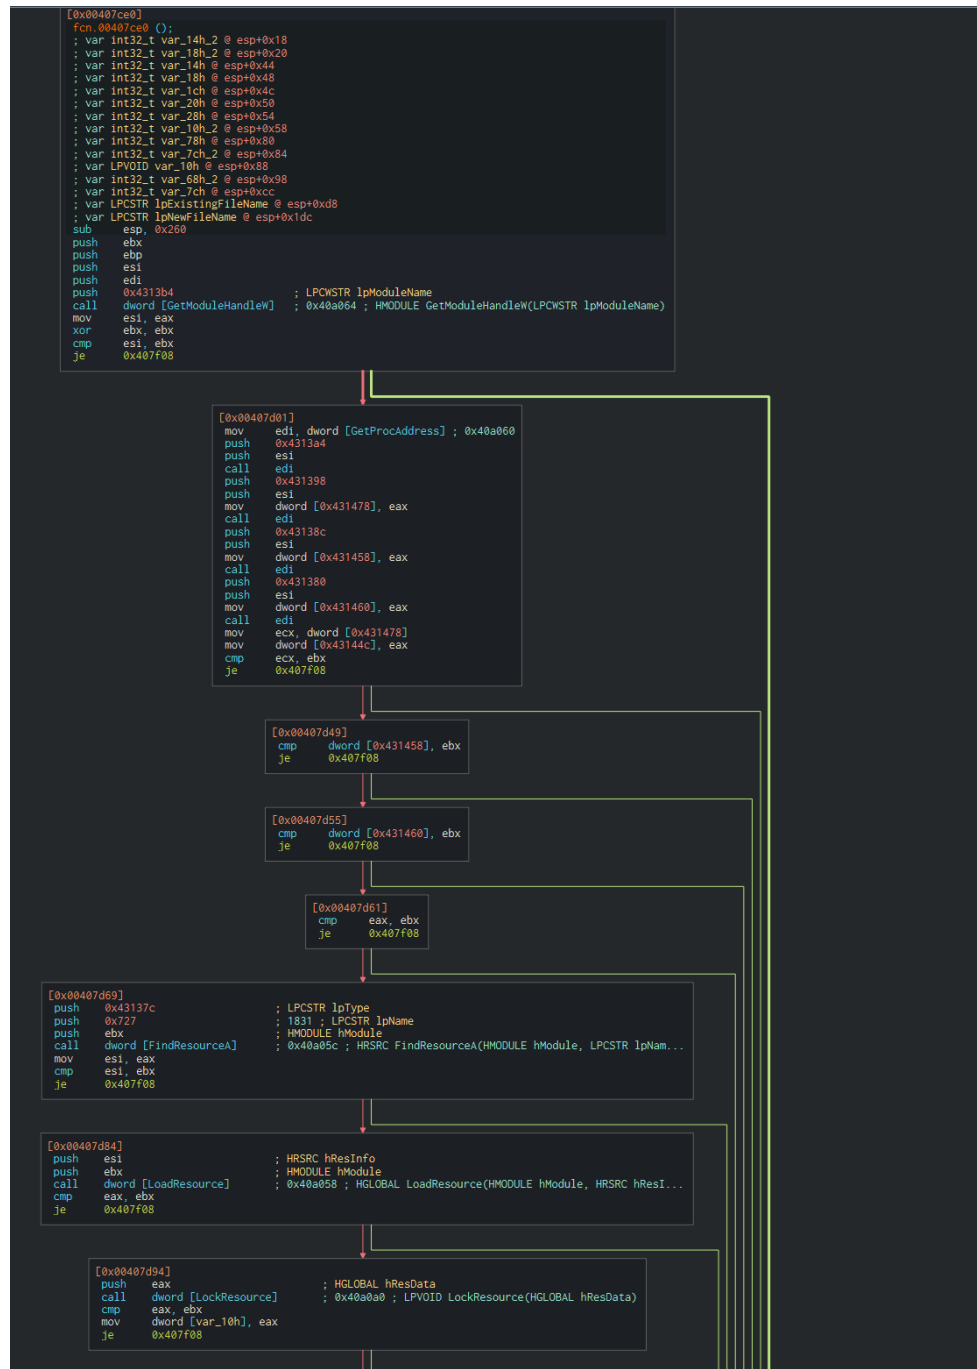 [0x00407ce0]
fcn.00407ce0 ();
; var int32_t var_14h_2 @ esp+0x18
; var int32_t var_18h_2 @ esp+0x20
; var int32_t var_14h @ esp+0x44
; var int32_t var_18h @ esp+0x48
; var int32_t var_1ch @ esp+0x4c
; var int32_t var_20h @ esp+0x50
; var int32_t var_28h @ esp+0x54
; var int32_t var_10h_2 @ esp+0x58
; var int32_t var_78h @ esp+0x80
; var int32_t var_7ch_2 @ esp+0x84
; var LPVOID var_10h @ esp+0x88
; var int32_t var_68h_2 @ esp+0x98
; var int32_t var_7ch @ esp+0xcc
; var LPCSTR lpExistingFileName @ esp+0xd8
; var LPCSTR lpNewFileName @ esp+0x1dc
sub esp, 0x260
push ebx
push ebp
push esi
push edi
push 0x4313b4 ; LPCWSTR lpModuleName
call dword [GetModuleHandleW] ; 0x40a064 ; HMODULE GetModuleHandleW(LPCWSTR lpModuleName)
mov esi, eax
xor ebx, ebx
cmp esi, ebx
je 0x407f08
[0x00407d01]
mov edi, dword [GetProcAddress] ; 0x40a060
push 0x4313a4
push esi
call edi
push 0x431398
push esi
mov dword [0x431478], eax
call edi
push 0x43138c
push esi
mov dword [0x431458], eax
call edi
push 0x431380
push esi
mov dword [0x431460], eax
call edi
mov ecx, dword [0x431478]
mov dword [0x43144c], eax
cmp ecx, ebx
je 0x407f08
[0x00407d49]
cmp dword [0x431458], ebx
je 0x407f08
[0x00407d55]
cmp dword [0x431460], ebx
je 0x407f08
[0x00407d61]
cmp eax, ebx
je 0x407f08
[0x00407d69]
push 0x43137c ; LPCSTR lpType
push 0x727 ; 1831 ; LPCSTR lpName
push ebx ; HMODULE hModule
call dword [FindResourceA] ; 0x40a05c ; HRSRC FindResourceA(HMODULE hModule, LPCSTR lpNam...
mov esi, eax
cmp esi, ebx
je 0x407f08
[0x00407d84]
push esi ; HRSRC hResInfo
push ebx ; HMODULE hModule
call dword [LoadResource] ; 0x40a058 ; HGLOBAL LoadResource(HMODULE hModule, HRSRC hResI...
cmp eax, ebx
je 0x407f08
[0x00407d94]
push eax ; HGLOBAL hResData
call dword [LockResource] ; 0x40a0a0 ; LPVOID LockResource(HGLOBAL hResData)
cmp eax, ebx
mov dword [var_10h], eax
je 0x407f08